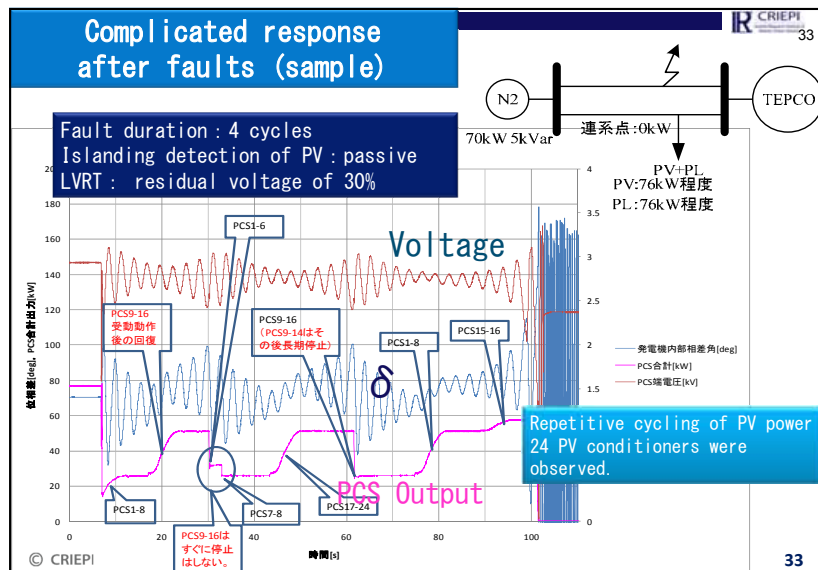 Complicated response
after faults (sample)
CRIEPI
33
N2
TEPCO
70kW 5kVar
連系点:0kW
PV+PL
PV:76kW程度
PL:76kW程度
Fault duration : 4 cycles
Islanding detection of PV : passive
LVRT : residual voltage of 30%
20
180
160
140
120
100
80
60
40
20
0
4
3.5
3
2.5
2
1.5
1
0
0
20
40
60
80
100
位相差[deg], PCS合計出力[kW]
時間[s]
Voltage
δ
PCS Output
PCS1-6
PCS9-16
受動動作
後の回復
PCS9-16
(PCS9-14はそ
の後長期停止)
PCS1-8
PCS15-16
発電機内部相差角[deg]
PCS合計[kW]
PCS端電圧[kV]
Repetitive cycling of PV power
24 PV conditioners were
observed.
PCS1-8
PCS7-8
PCS17-24
PCS9-16は
すぐに停止
はしない。
© CRIEPI
33